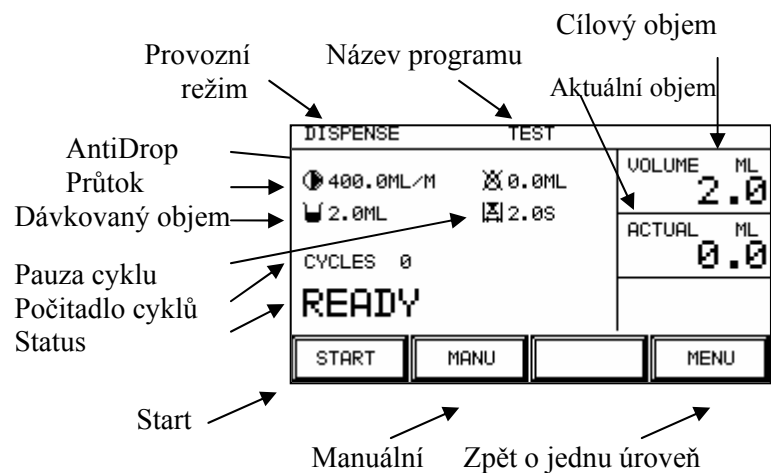 Cílový objem
Provozní režim
Název programu
Aktuální objem
DISPENSE TEST
AntiDrop
Průtok
Dávkovaný objem
400.0ML/M 0.0ML
2.0ML 2.0S
VOLUME ML
2.0
ACTUAL ML
0.0
CYCLES 0
READY
Pauza cyklu
Počitadlo cyklů
Status
START MANU MENU
Start
Manuální
Zpět o jednu úroveň